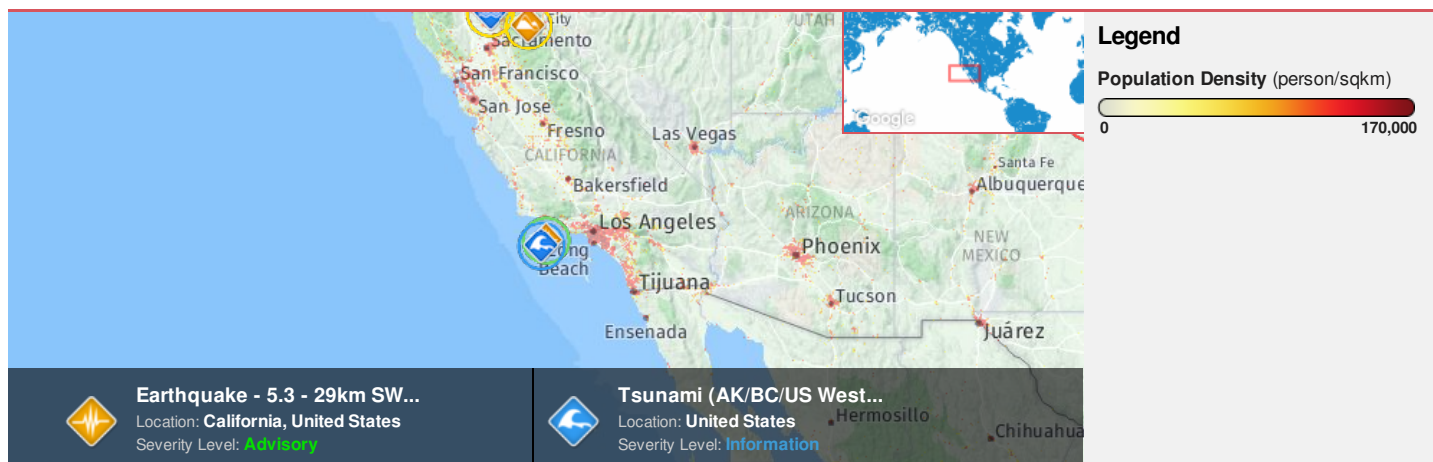 City
UTAH
Sacramento
San Francisco
San Jose
Fresno
Las Vegas
CALIFORNIA
Santa Fe
Bakersfield
Albuquerque
ARIZONA
Los Angeles
NEW
MEXICO
Phoenix
Long
Beach
Tijuana
Tucson
Ensenada
Juárez
Hermosillo
Chihuahua
Google
Earthquake - 5.3 - 29km SW...
Location: California, United States
Severity Level: Advisory
Tsunami (AK/BC/US West...
Location: United States
Severity Level: Information
Legend
Population Density (person/sqkm)
0
170,000